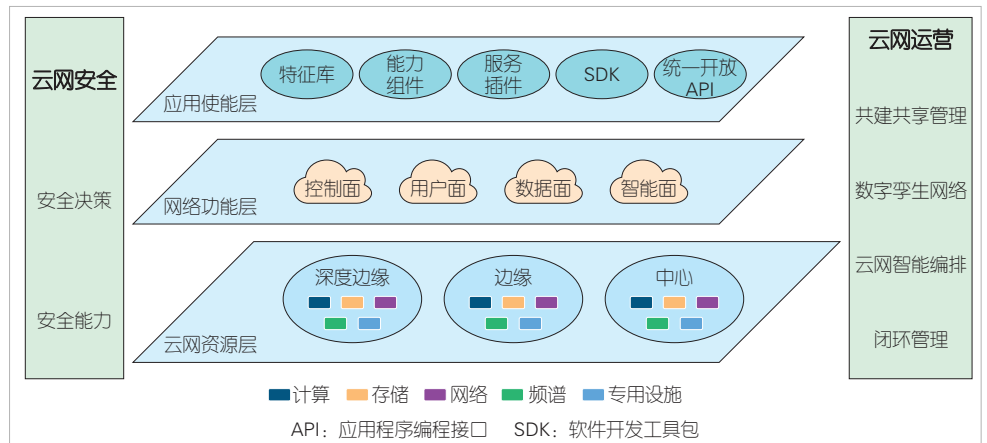 云网安全
安全决策
安全能力
特征库
能力
组件
服务
插件
SDK
统一开放
API
应用使能层
控制面
用户面
数据面
智能面
网络功能层
深度边缘
边缘
中心
云网资源层
云网运营
共建共享管理
数字孪生网络
云网智能编排
闭环管理
计算 存储 网络 频谱 专用设施
API：应用程序编程接口 SDK：软件开发工具包